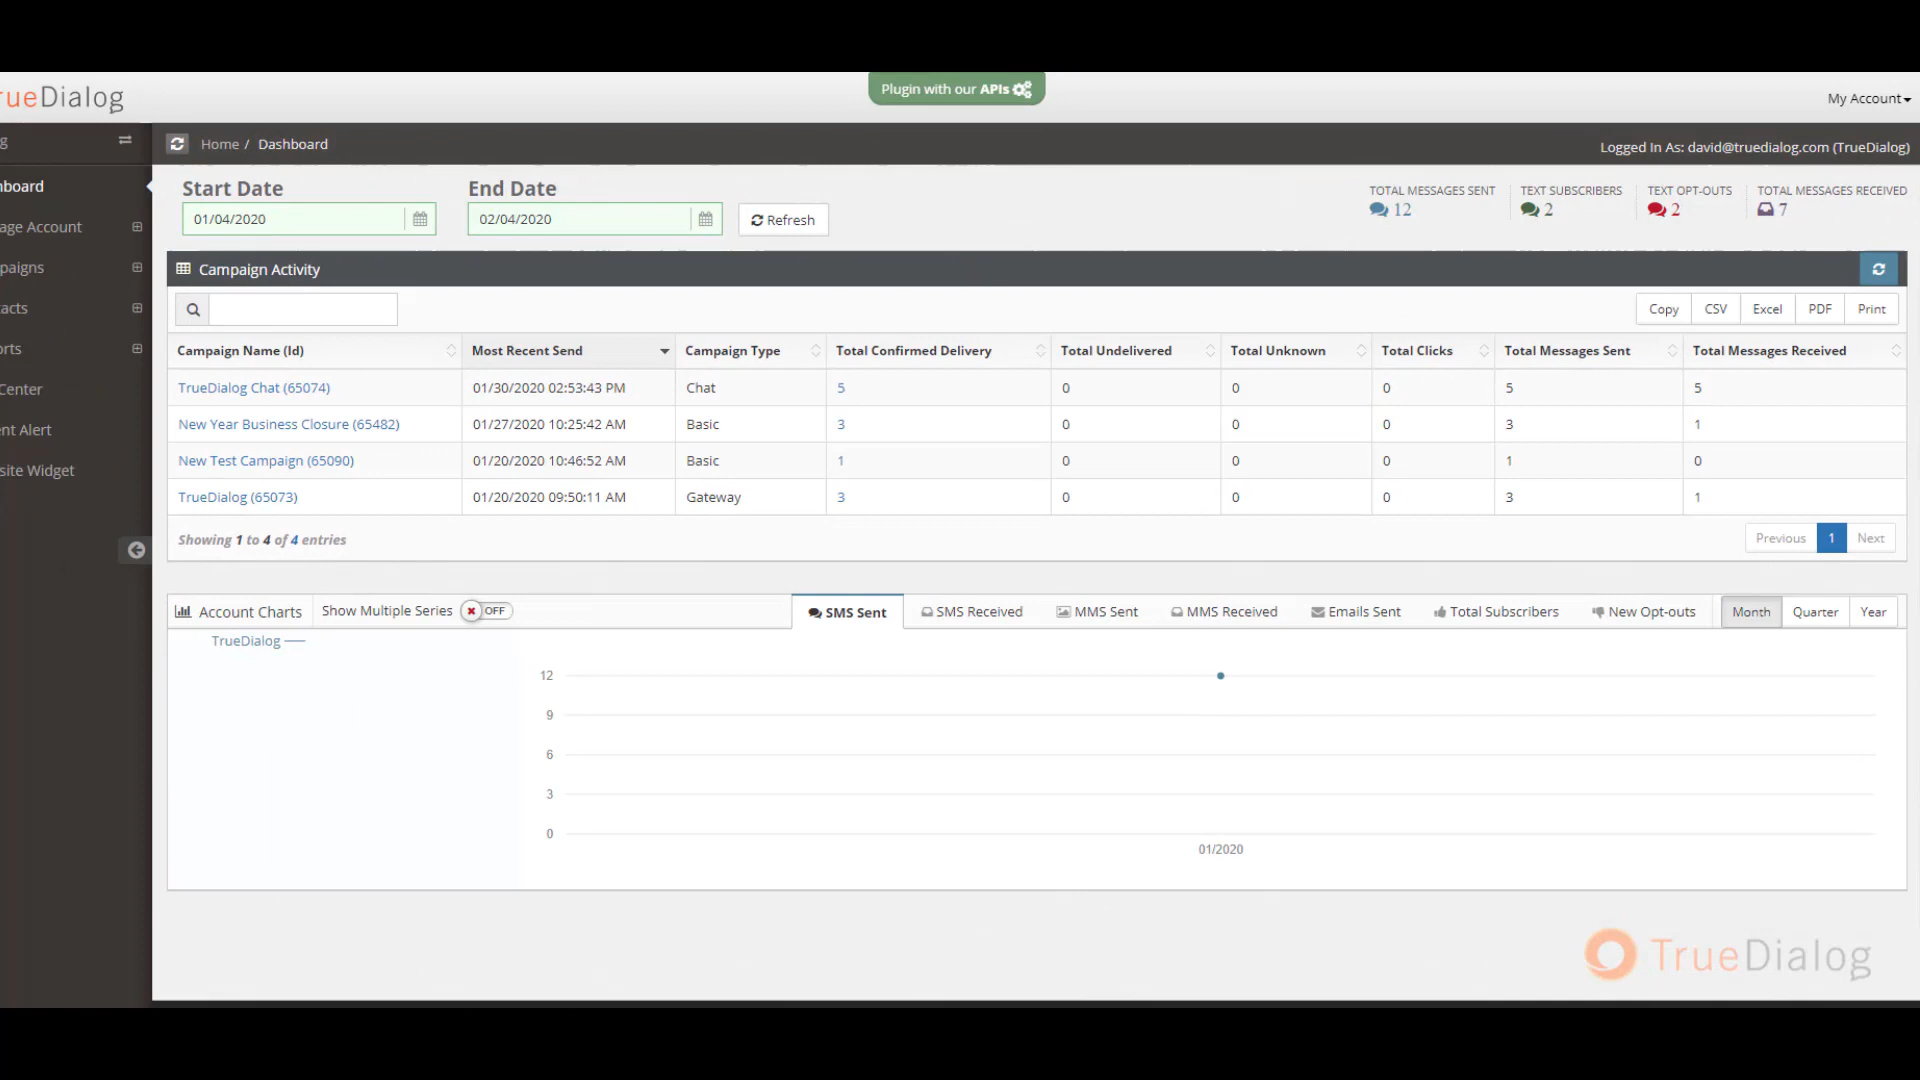 ueDialog
Plugin with our APIs
My Account
g
Home / Dashboard
Logged In As: david@truedialog.com (TrueDialog)
board
age Account
paigns
acts
orts
Center
nt Alert
site Widget
Start Date
End Date
01/04/2020
02/04/2020
Refresh
TOTAL MESSAGES SENT
12
TEXT SUBSCRIBERS
2
TEXT OPT-OUTS
2
TOTAL MESSAGES RECEIVED
7
Campaign Activity
Copy CSV Excel PDF Print
Campaign Name (Id) Most Recent Send Campaign Type Total Confirmed Delivery Total Undelivered Total Unknown Total Clicks Total Messages Sent Total Messages Received
TrueDialog Chat (65074) 01/30/2020 02:53:43 PM Chat 5 0 0 0 5 5
New Year Business Closure (65482) 01/27/2020 10:25:42 AM Basic 3 0 0 0 3 1
New Test Campaign (65090) 01/20/2020 10:46:52 AM Basic 1 0 0 0 1 0
TrueDialog (65073) 01/20/2020 09:50:11 AM Gateway 3 0 0 0 3 1
Showing 1 to 4 of 4 entries
Previous 1 Next
Account Charts Show Multiple Series OFF
SMS Sent SMS Received MMS Sent MMS Received Emails Sent Total Subscribers New Opt-outs Month Quarter Year
TrueDialog
12
9
6
3
0
01/2020
TrueDialog